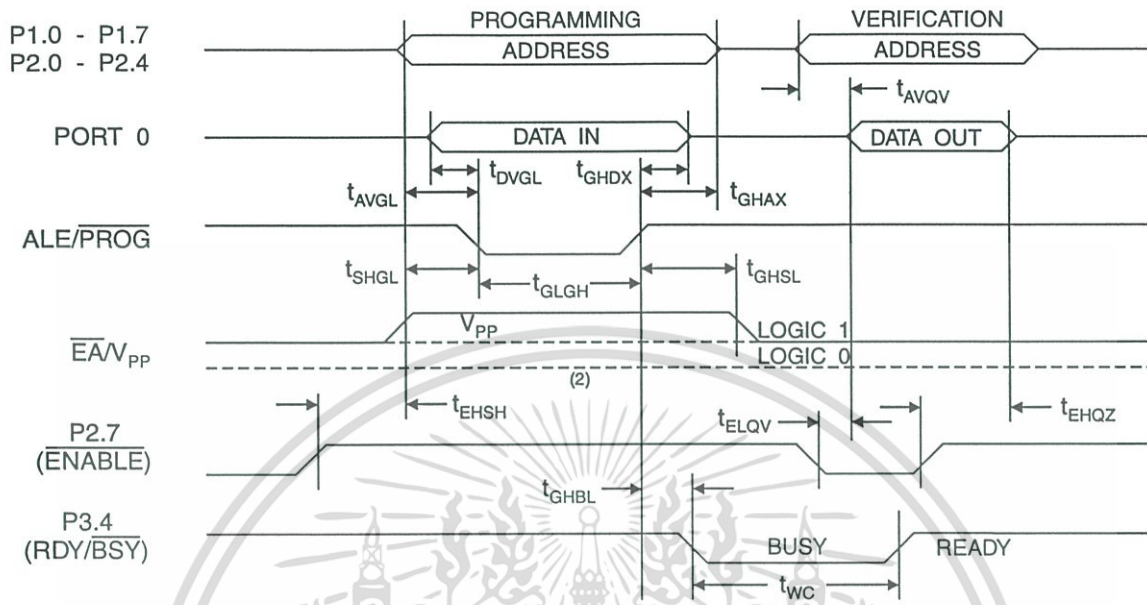 PROGRAMMING
VERIFICATION
P1.0 - P1.7
P2.0 - P2.4
ADDRESS
ADDRESS
tAVQV
PORT 0
DATA IN
DATA OUT
tDVGL
tGHDX
tAVGL
tGHAX
ALE/PROG
tSHGL
tGLGH
tGHSL
VPP
LOGIC 1
EA/VPP
LOGIC 0
(2)
tEHSH
tELQV
tEHQZ
P2.7
(ENABLE)
tGHBL
P3.4
(RDY/BSY)
BUSY
READY
tWC